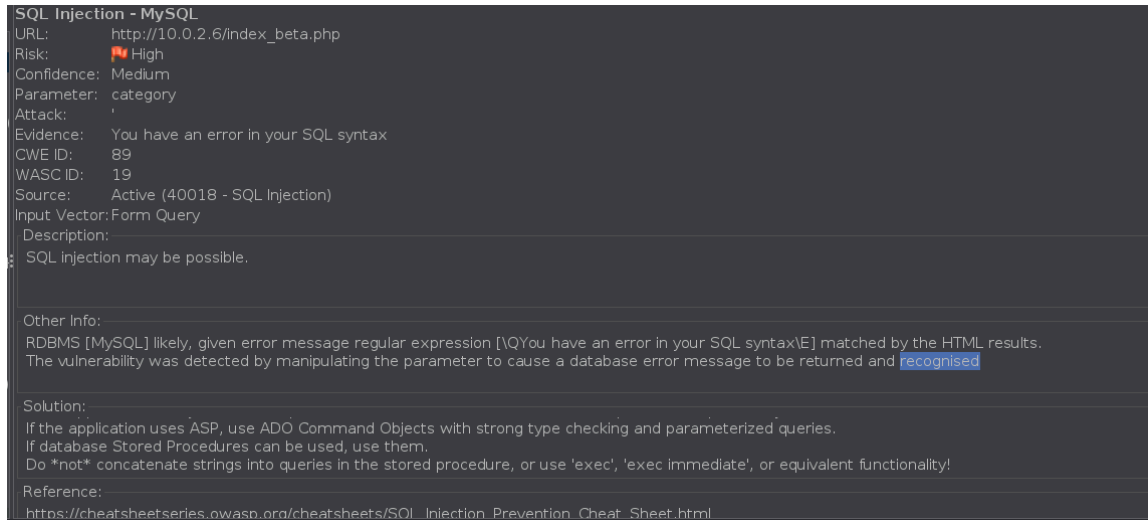 SQL Injection - MySQL
URL: http://10.0.2.6/index_beta.php
Risk: High
Confidence: Medium
Parameter: category
Attack: '
Evidence: You have an error in your SQL syntax
CWE ID: 89
WASC ID: 19
Source: Active (40018 - SQL Injection)
Input Vector: Form Query
Description:
SQL injection may be possible.
Other Info:
RDBMS [MySQL] likely, given error message regular expression [\QYou have an error in your SQL syntax\E] matched by the HTML results.
The vulnerability was detected by manipulating the parameter to cause a database error message to be returned and recognised
Solution:
If the application uses ASP, use ADO Command Objects with strong type checking and parameterized queries.
If database Stored Procedures can be used, use them.
Do *not* concatenate strings into queries in the stored procedure, or use 'exec', 'exec immediate', or equivalent functionality!
Reference:
https://cheatsheetseries.owasp.org/cheatsheets/SQL_Injection_Prevention_Cheat_Sheet.html